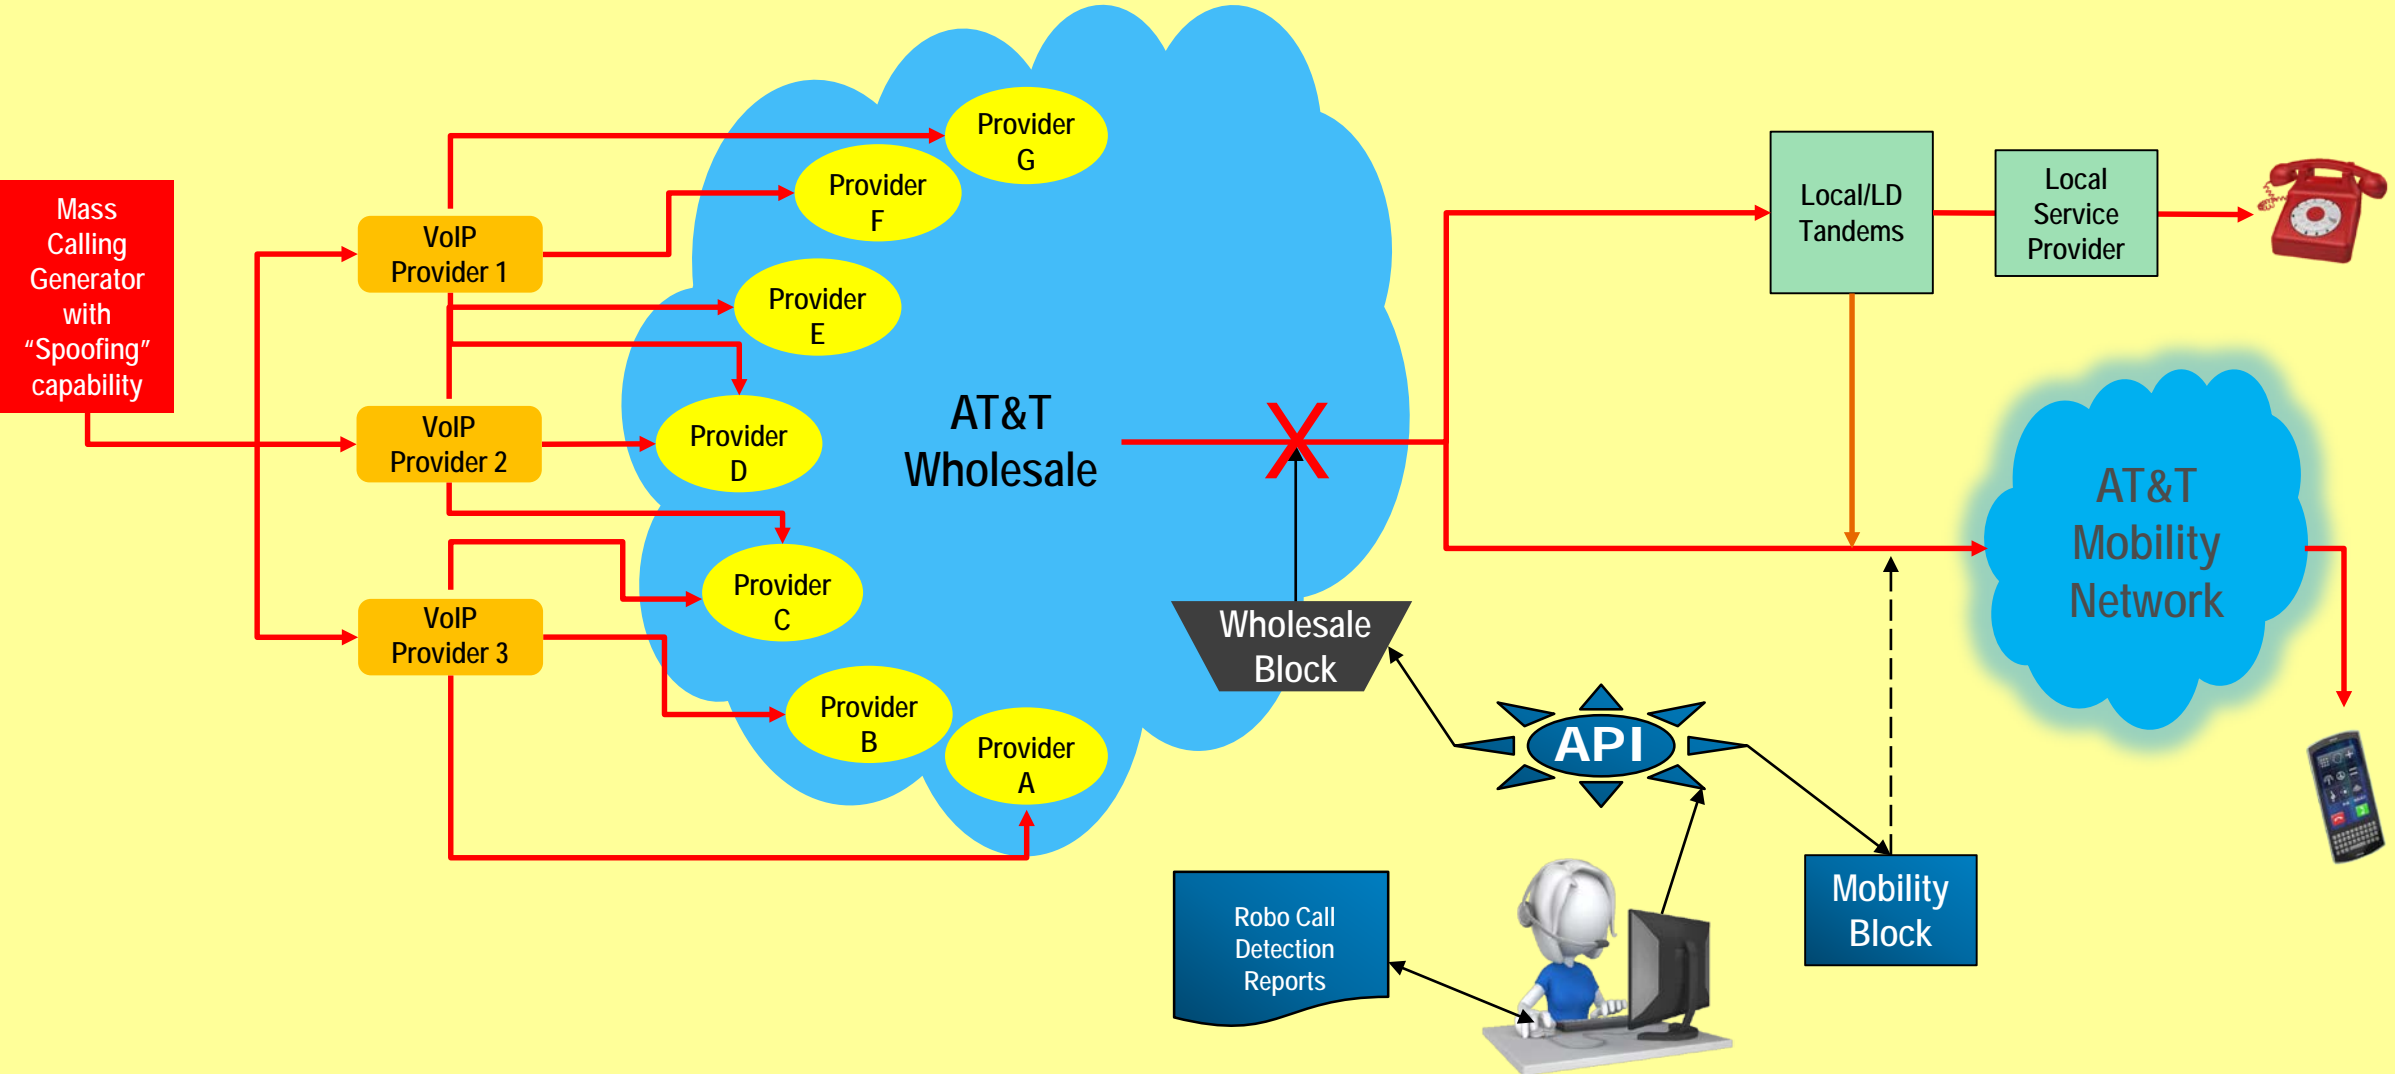 Mass
Calling
Generator
with
“Spoofing”
capability
VoIP
Provider 1
VoIP
Provider 2
VoIP
Provider 3
Provider
G
Provider
F
Provider
E
Provider
D
Provider
C
Provider
B
Provider
A
AT&T
Wholesale
X
Wholesale
Block
Local/LD
Tandems
Local
Service
Provider
AT&T
Mobility
Network
API
Mobility
Block
Robo Call
Detection
Reports